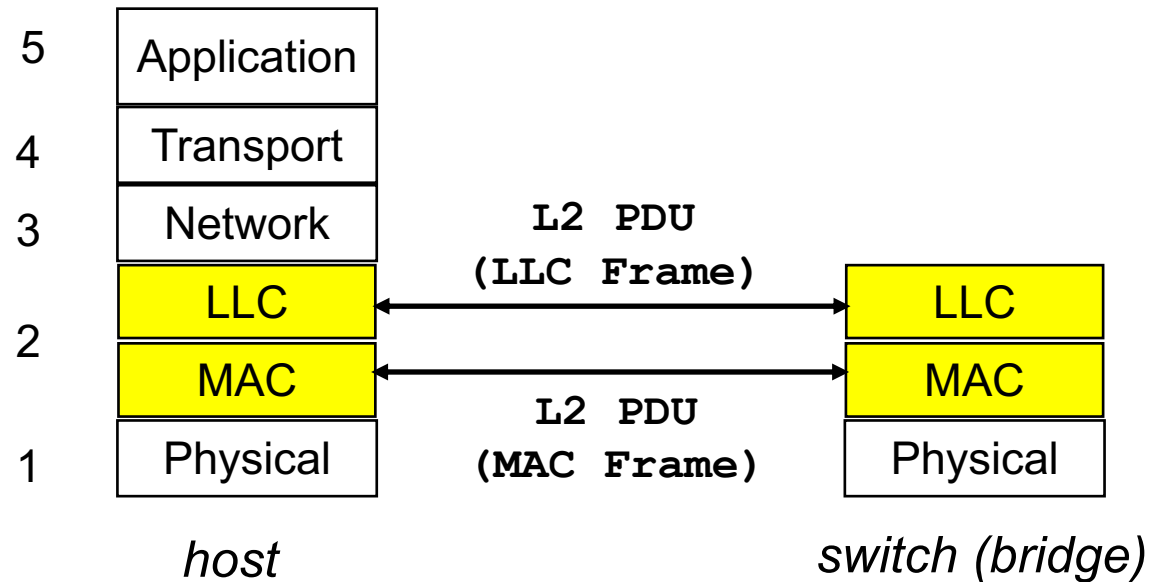 5
Application
4
Transport
3
Network
L2 PDU
(LLC Frame)
2
LLC
LLC
MAC
MAC
L2 PDU
(MAC Frame)
1
Physical
Physical
host
switch (bridge)